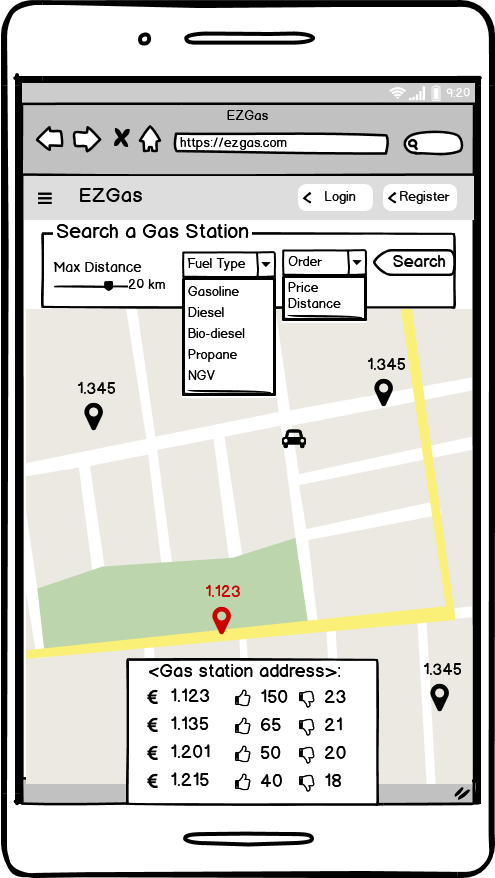 9:20
EZGas
https://ezgas.com
EZGas
Login
Register
Search a Gas Station
Max Distance
20 km
Fuel Type
Gasoline
Diesel
Bio-diesel
Propane
NGV
Order
Price
Distance
Search
1.345
1.345
1.123
1.345
<Gas station address>:
€ 1.123 150 23
€ 1.135 65 21
€ 1.201 50 20
€ 1.215 40 18